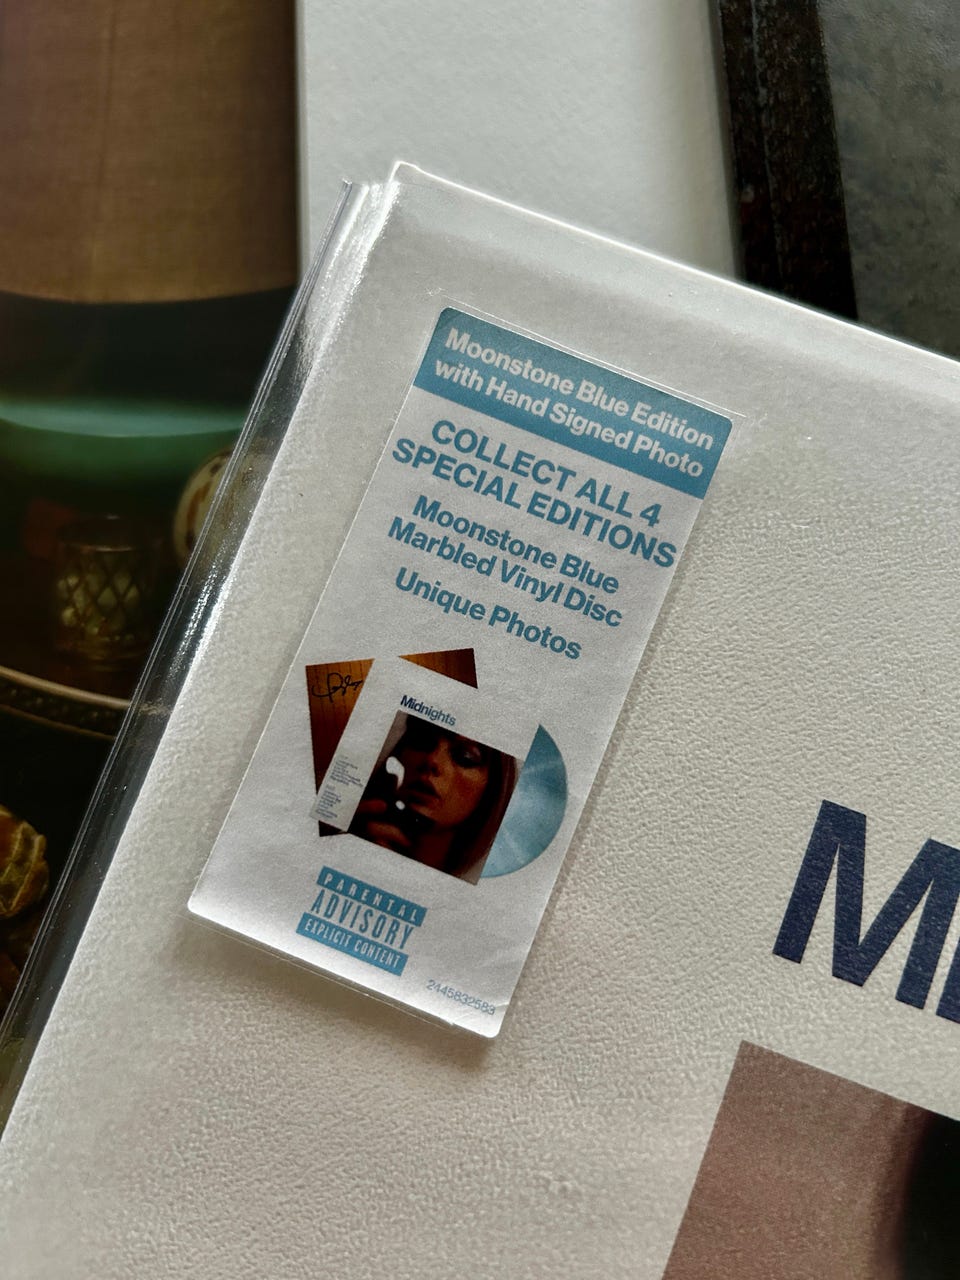 Moonstone Blue Edition
with Hand Signed Photo
COLLECT ALL 4
SPECIAL EDITIONS
Moonstone Blue
Marbled Vinyl Disc
Unique Photos
Midnights
PARENTAL
ADVISORY
EXPLICIT CONTENT
2445832583
M